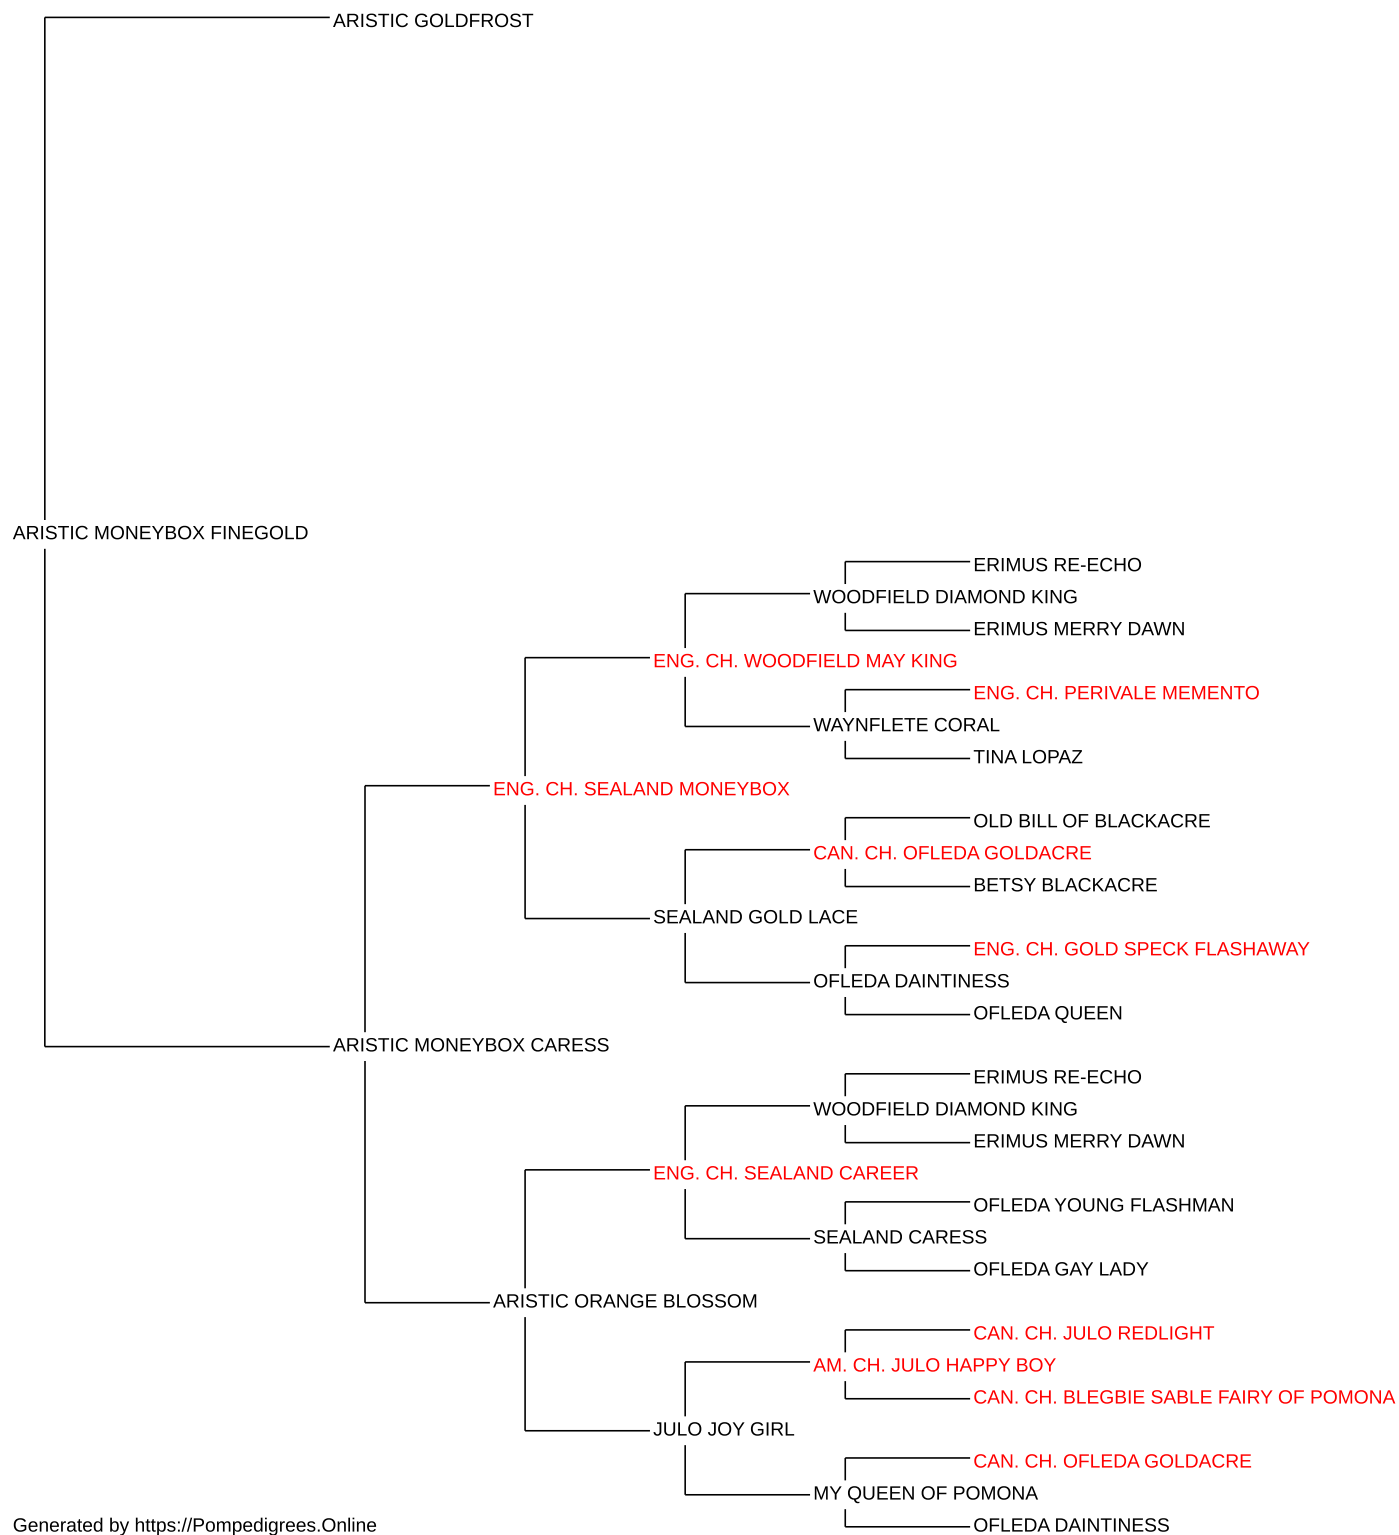 ARISTIC GOLDFROST
ARISTIC MONEYBOX FINEGOLD
ERIMUS RE-ECHO
WOODFIELD DIAMOND KING
ERIMUS MERRY DAWN
ENG. CH. WOODFIELD MAY KING
ENG. CH. PERIVALE MEMENTO
WAYNFLETE CORAL
TINA LOPAZ
ENG. CH. SEALAND MONEYBOX
OLD BILL OF BLACKACRE
CAN. CH. OFLEDA GOLDACRE
BETSY BLACKACRE
SEALAND GOLD LACE
ENG. CH. GOLD SPECK FLASHAWAY
OFLEDA DAINTINESS
OFLEDA QUEEN
ARISTIC MONEYBOX CARESS
ERIMUS RE-ECHO
WOODFIELD DIAMOND KING
ERIMUS MERRY DAWN
ENG. CH. SEALAND CAREER
OFLEDA YOUNG FLASHMAN
SEALAND CARESS
OFLEDA GAY LADY
ARISTIC ORANGE BLOSSOM
CAN. CH. JULO REDLIGHT
AM. CH. JULO HAPPY BOY
CAN. CH. BLEGBIE SABLE FAIRY OF POMONA
JULO JOY GIRL
CAN. CH. OFLEDA GOLDACRE
MY QUEEN OF POMONA
OFLEDA DAINTINESS
Generated by https://Pompedigrees.Online